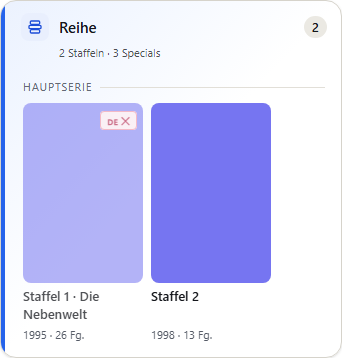 Reihe
2
2 Staffeln · 3 Specials
HAUPTSERIE
DE
Staffel 1 · Die
Nebenwelt
1995 · 26 Fg.
Staffel 2
1998 · 13 Fg.